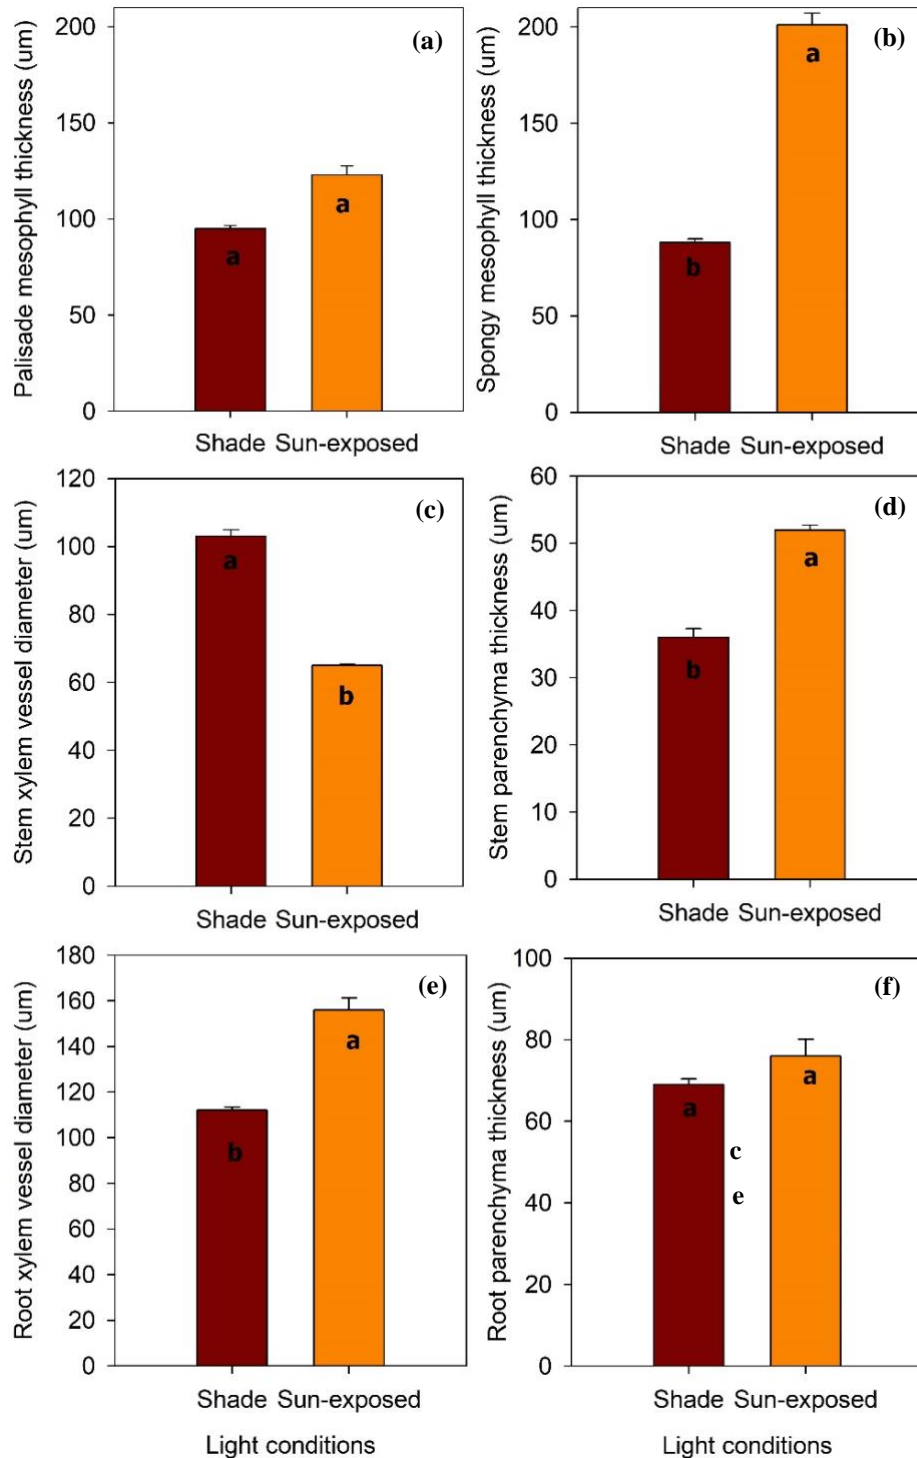 Palisade mesophyll thickness (um)
200
150
100
50
0
(a)
a
a
Shade Sun-exposed
Spongy mesophyll thickness (um)
200
150
100
50
0
(b)
a
b
Shade Sun-exposed
Stem xylem vessel diameter (um)
120
100
80
60
40
20
0
(c)
a
b
Shade Sun-exposed
Stem parenchyma thickness (um)
60
50
40
30
20
10
0
(d)
a
b
Shade Sun-exposed
Root xylem vessel diameter (um)
180
160
140
120
100
80
60
40
20
0
(e)
a
b
Shade Sun-exposed
Light conditions
Root parenchyma thickness (um)
100
80
60
40
20
0
(f)
a
a
c
e
Shade Sun-exposed
Light conditions